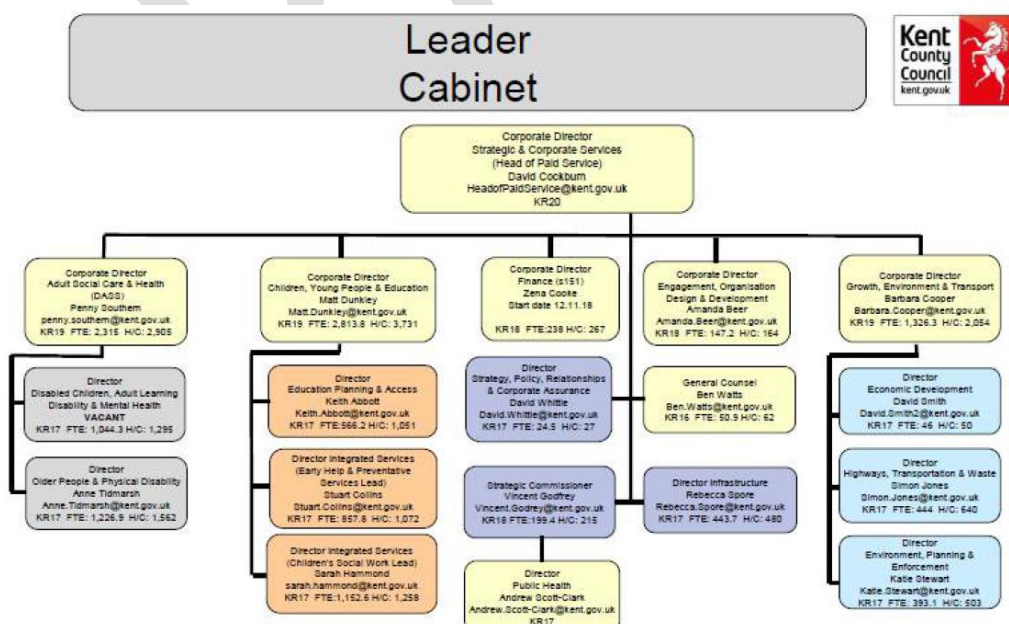 Leader
Cabinet
Kent
County
Council
kent.gov.uk
Corporate Director
Strategic & Corporate Services
(Head of Paid Service)
David Cockburn
HeadofPaidService@kent.gov.uk
KR20
Corporate Director
Adult Social Care & Health
(DASS)
Penny Southern
penny.southern@kent.gov.uk
KR19 FTE: 2,315 H/C: 2,905
Corporate Director
Children, Young People & Education
Matt Dunkley
Matt.Dunkley@kent.gov.uk
KR19 FTE: 2,813.8 H/C: 3,731
Corporate Director
Finance (s151)
Zena Cooke
Start date 12.11.18
KR18 FTE:238 H/C: 267
Corporate Director
Engagement, Organisation
Design & Development
Amanda Beer
Amanda.Beer@kent.gov.uk
KR18 FTE: 147.2 H/C: 164
Corporate Director
Growth, Environment & Transport
Barbara Cooper
Barbara.Cooper@kent.gov.uk
KR19 FTE: 1,326.3 H/C: 2,054
Director
Disabled Children, Adult Learning
Disability & Mental Health
VACANT
KR17 FTE: 1,044.3 H/C: 1,295
Director
Older People & Physical Disability
Anne Tidmarsh
Anne.Tidmarsh@kent.gov.uk
KR17 FTE: 1,226.9 H/C: 1,562
Director
Education Planning & Access
Keith Abbott
Keith.Abbott@kent.gov.uk
KR17 FTE:566.2 H/C: 1,051
Director Integrated Services
(Early Help & Preventative
Services Lead)
Stuart Collins
Stuart.Collins@kent.gov.uk
KR17 FTE: 857.8 H/C: 1,072
Director Integrated Services
(Children's Social Work Lead)
Sarah Hammond
sarah.hammond@kent.gov.uk
KR17 FTE:1,152.6 H/C: 1,258
Director
Strategy, Policy, Relationships
& Corporate Assurance
David Whittle
David.Whittle@kent.gov.uk
KR17 FTE: 24.5 H/C: 27
General Counsel
Ben Watts
Ben.Watts@kent.gov.uk
KR16 FTE: 50.9 H/C: 62
Strategic Commissioner
Vincent Godfrey
Vincent.Godrey@kent.gov.uk
KR18 FTE:199.4 H/C: 215
Director Infrastructure
Rebecca Spore
Rebecca.Spore@kent.gov.uk
KR17 FTE: 443.7 H/C: 480
Director
Public Health
Andrew Scott-Clark
Andrew.Scott-Clark@kent.gov.uk
KR17
Director
Economic Development
David Smith
David.Smith2@kent.gov.uk
KR17 FTE: 46 H/C: 50
Director
Highways, Transportation & Waste
Simon Jones
Simon.Jones@kent.gov.uk
KR17 FTE: 444 H/C: 640
Director
Environment, Planning &
Enforcement
Katie Stewart
Katie.Stewart@kent.gov.uk
KR17 FTE: 393.1 H/C: 503